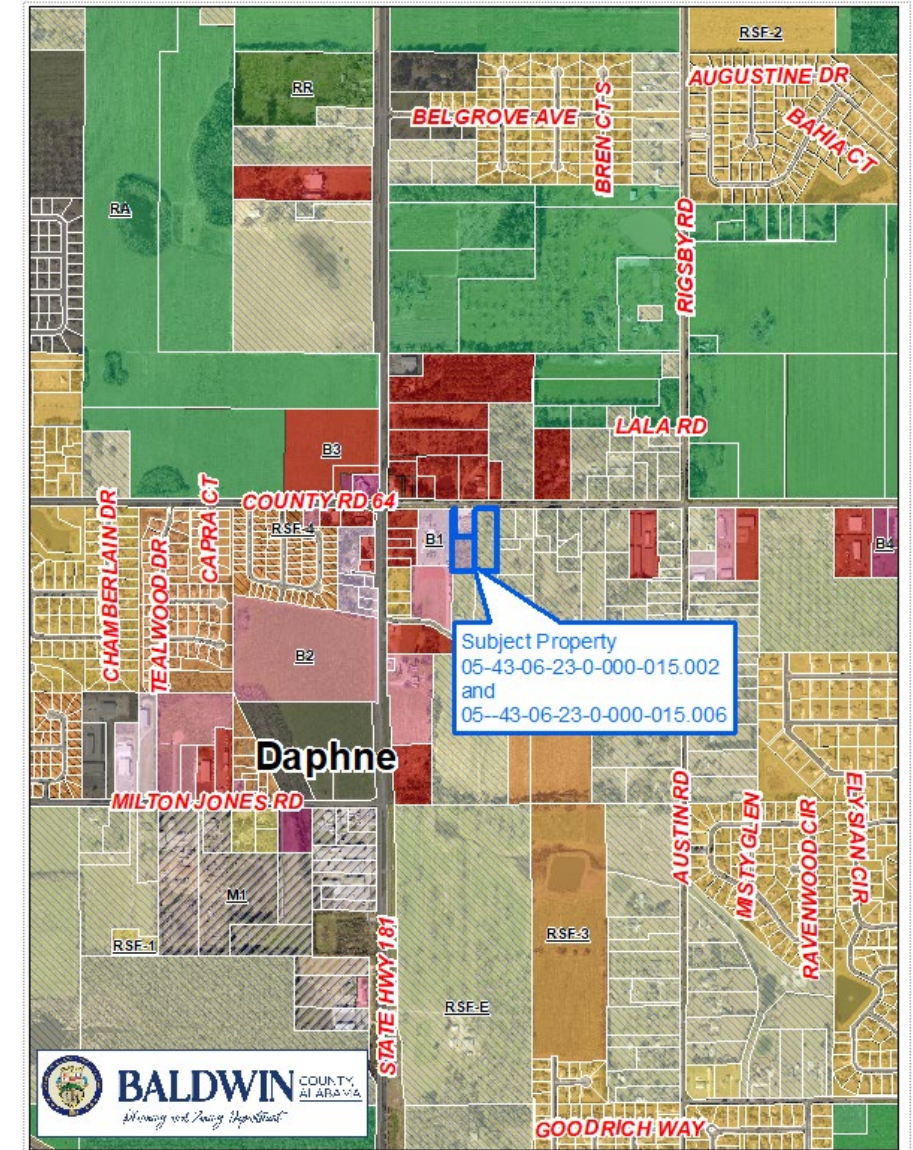 RSF-2
RR
AUGUSTINE DR
BELGROVE AVE
BREN CT S
BAHIA CT
RA
RIGSBY RD
LALA RD
B3
COUNTY RD 64
CHAMBERLAIN DR
TEALWOOD DR
CAPRA CT
RSF-4
B1
B4
Subject Property
05-43-06-23-0-000-015.002
and
05--43-06-23-0-000-015.006
B2
Daphne
MILTON JONES RD
AUSTIN RD
MISTY GLEN
RAVENWOOD CIR
ELYSIAN CIR
M1
RSF-1
STATE HWY 181
RSF-3
RSF-E
BALDWIN COUNTY, ALABAMA
Planning and Zoning Department
GOODRICH WAY